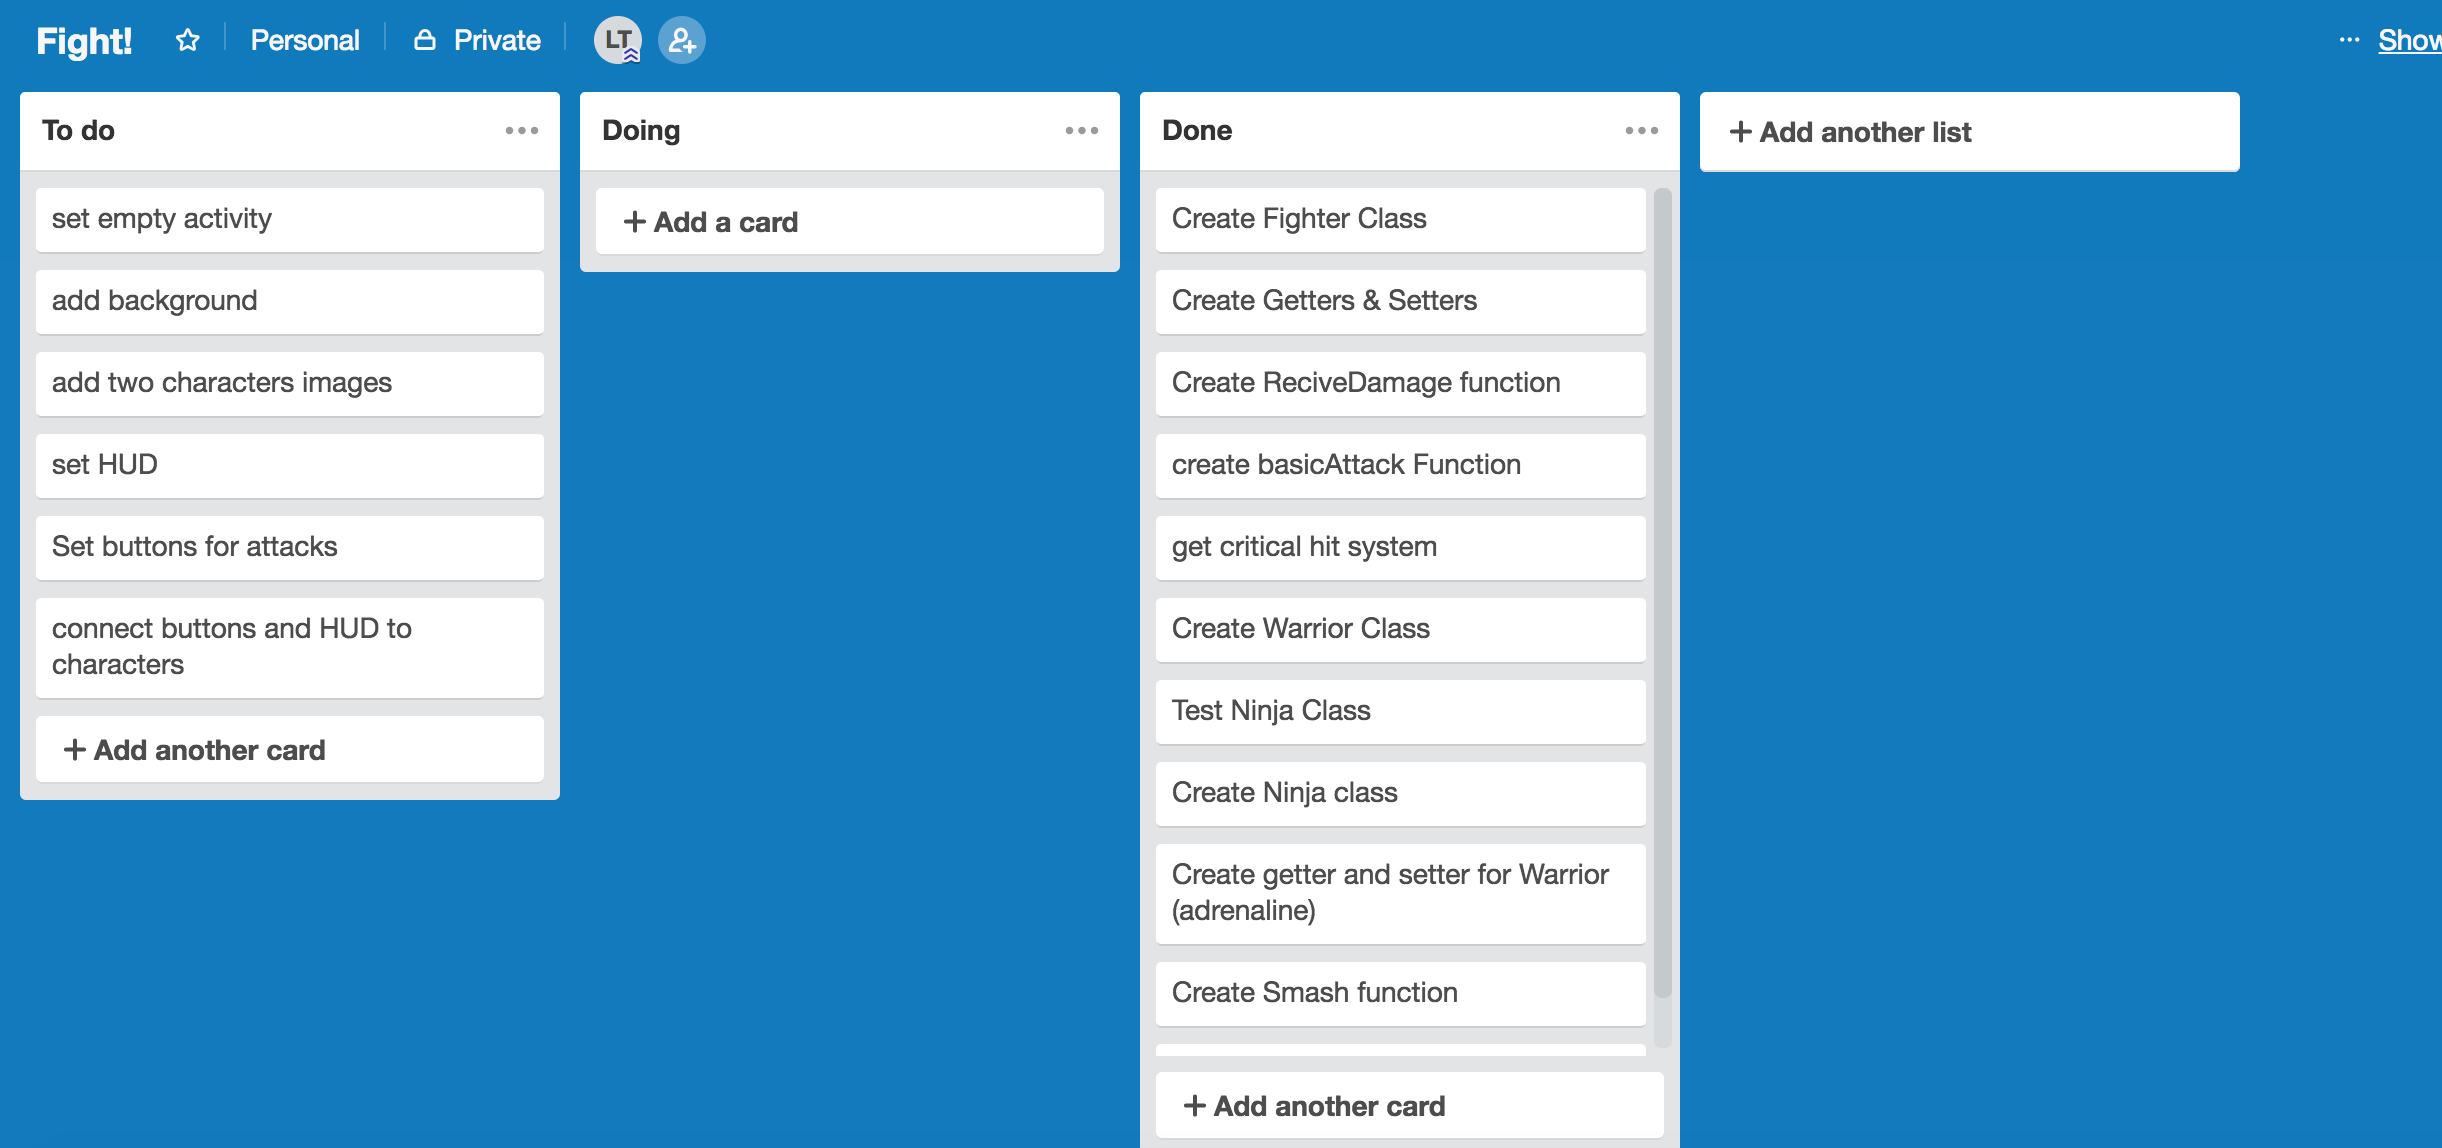 Fight!
Personal
Private
LT
Show
To do
set empty activity
add background
add two characters images
set HUD
Set buttons for attacks
connect buttons and HUD to
characters
+ Add another card
Doing
+ Add a card
Done
Create Fighter Class
Create Getters & Setters
Create ReciveDamage function
create basicAttack Function
get critical hit system
Create Warrior Class
Test Ninja Class
Create Ninja class
Create getter and setter for Warrior
(adrenaline)
Create Smash function
+ Add another card
+ Add another list